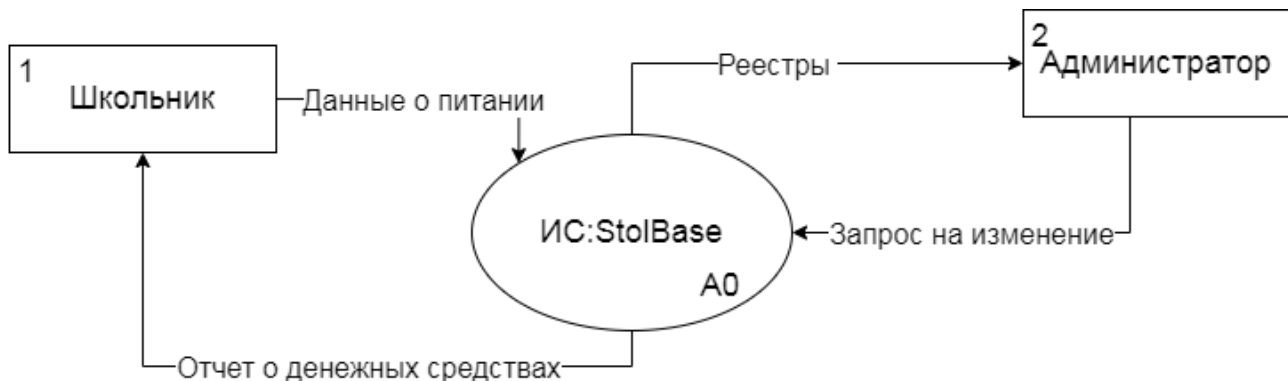 1
Школьник
Данные о питании
Реестры
2
Администратор
ИС:StolBase
A0
Запрос на изменение
Отчет о денежных средствах